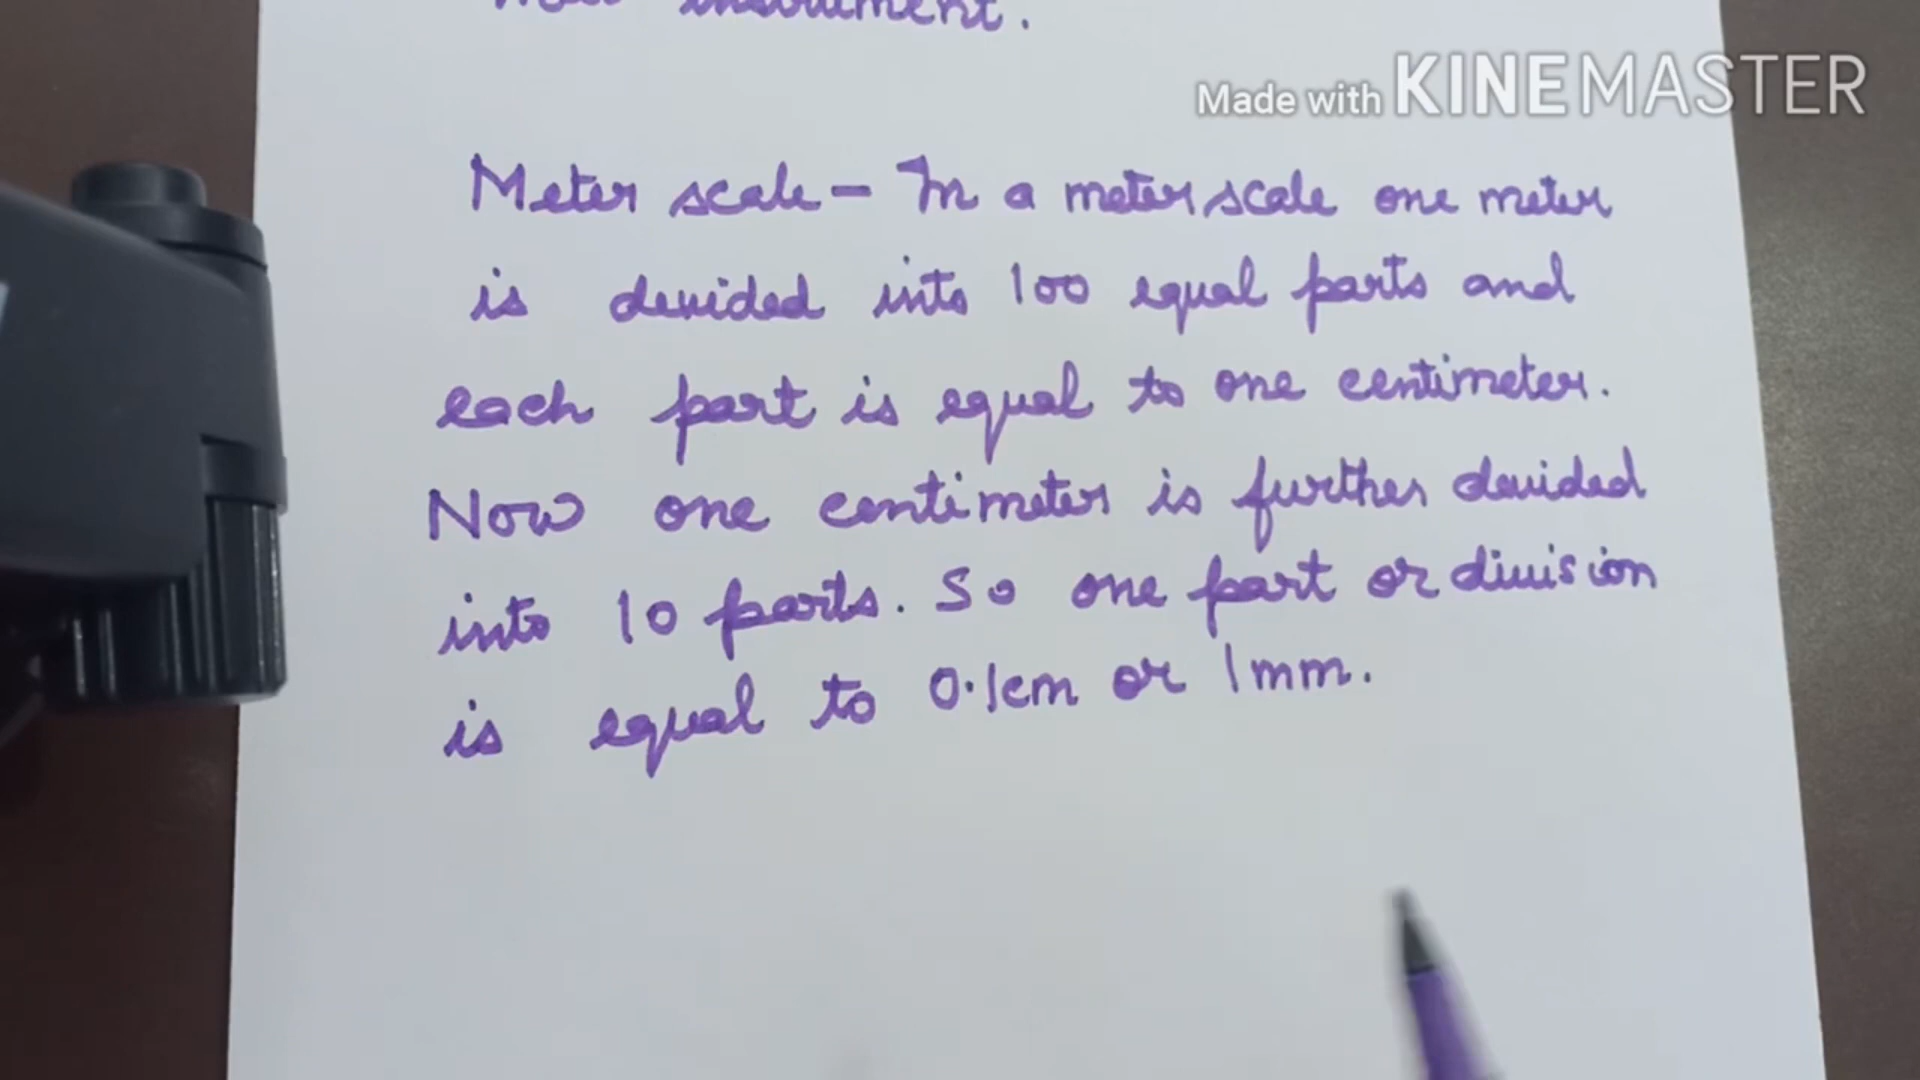 instrument.
Made with KINEMASTER
Meter scale - In a meter scale one meter
is devided into 100 equal parts and
each part is equal to one centimeter.
Now one centimeter is further devided
into 10 parts. So one part or division
is equal to 0.1cm or 1mm.